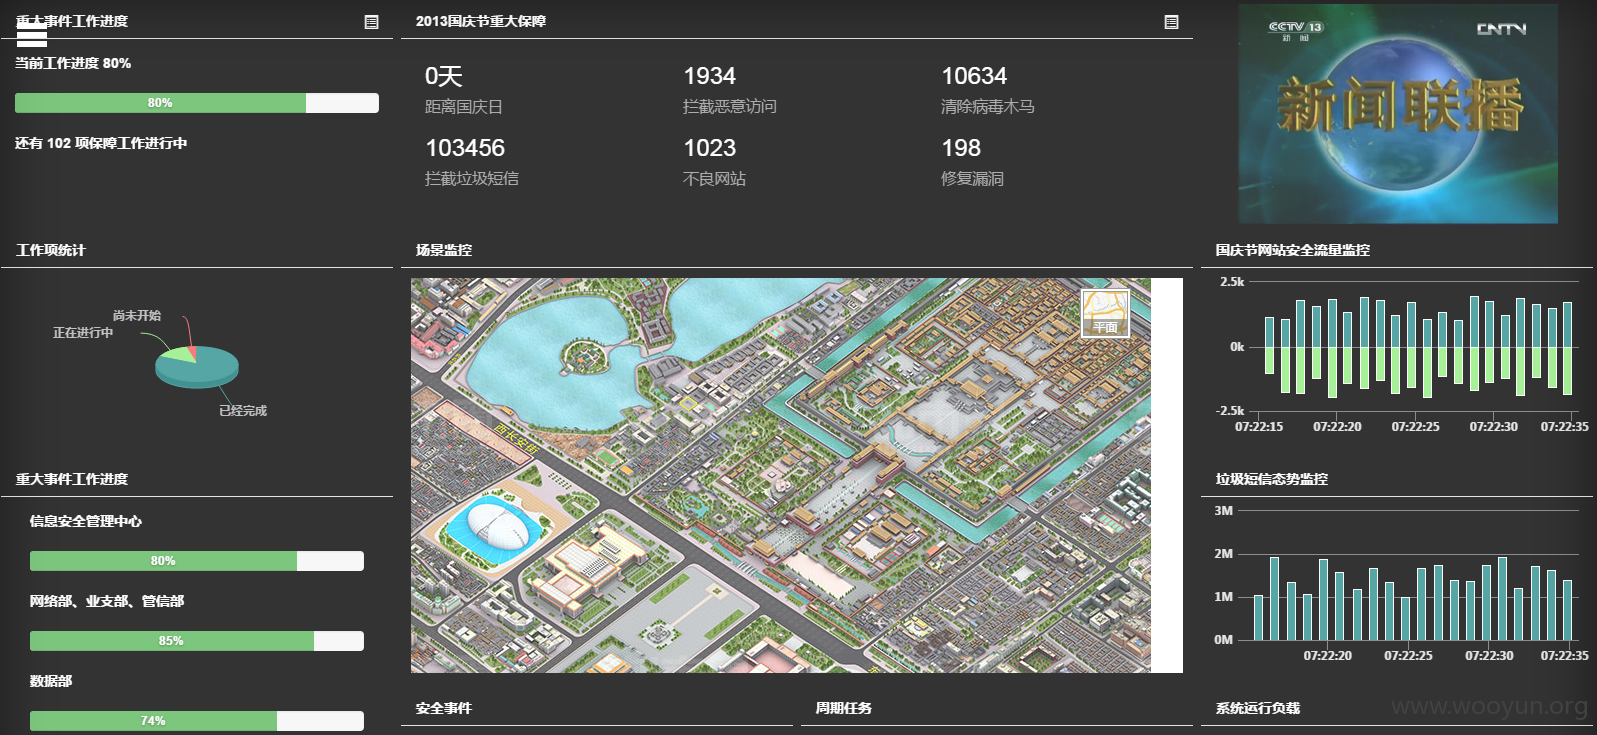 重大事件工作进度
当前工作进度 80%
80%
还有 102 项保障工作进行中
2013国庆节重大保障
0天
距离国庆日
1934
拦截恶意访问
10634
清除病毒木马
103456
拦截垃圾短信
1023
不良网站
198
修复漏洞
CCTV 13
新闻
CNTV
新闻联播
工作项统计
尚未开始
正在进行中
已经完成
场景监控
平面
西长安街
国庆节网站安全流量监控
2.5k
0k
-2.5k
07:22:15
07:22:20
07:22:25
07:22:30
07:22:35
重大事件工作进度
信息安全管理中心
80%
网络部、业支部、管信部
85%
数据部
74%
垃圾短信态势监控
3M
2M
1M
0M
07:22:20
07:22:25
07:22:30
07:22:35
安全事件
周期任务
系统运行负载
www.wooyun.org